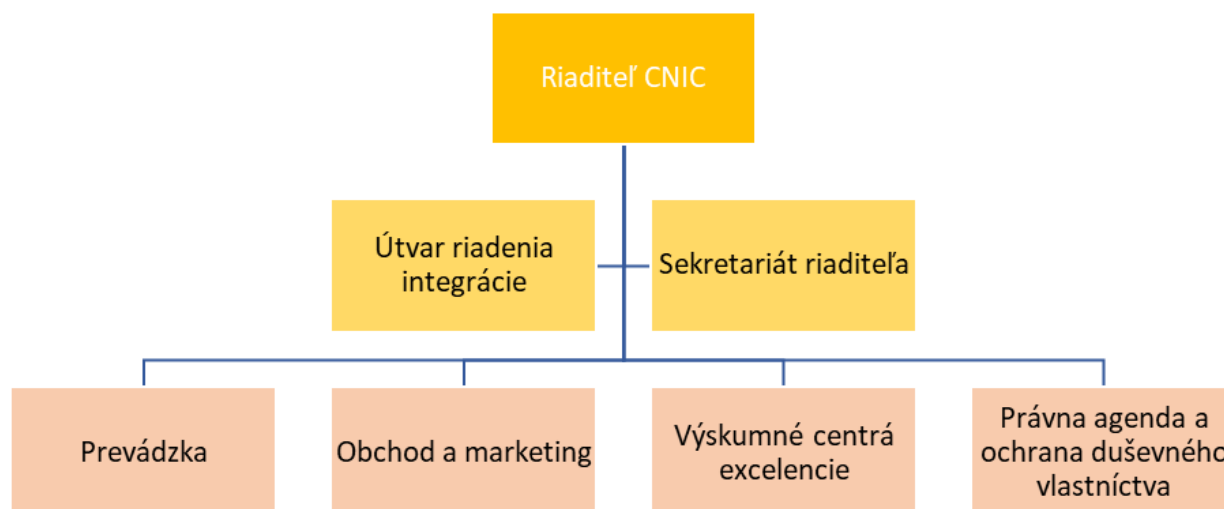 Riaditeľ CNIC
Útvar riadenia
integrácie
Sekretariát riaditeľa
Prevádzka
Obchod a marketing
Výskumné centrá
excelencie
Právna agenda a
ochrana duševného
vlastníctva